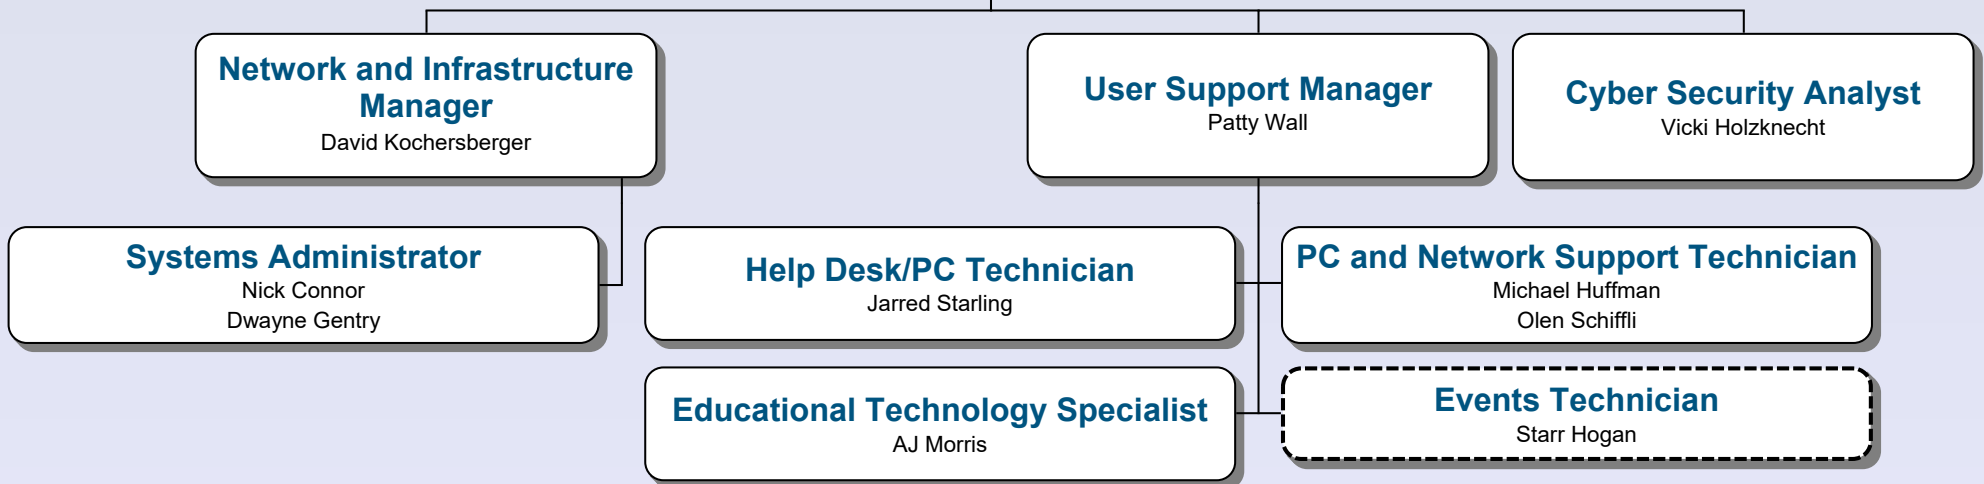 Network and Infrastructure
Manager
David Kochersberger
User Support Manager
Patty Wall
Cyber Security Analyst
Vicki Holzknecht
Systems Administrator
Nick Connor
Dwayne Gentry
Help Desk/PC Technician
Jarred Starling
PC and Network Support Technician
Michael Huffman
Olen Schiffli
Educational Technology Specialist
AJ Morris
Events Technician
Starr Hogan